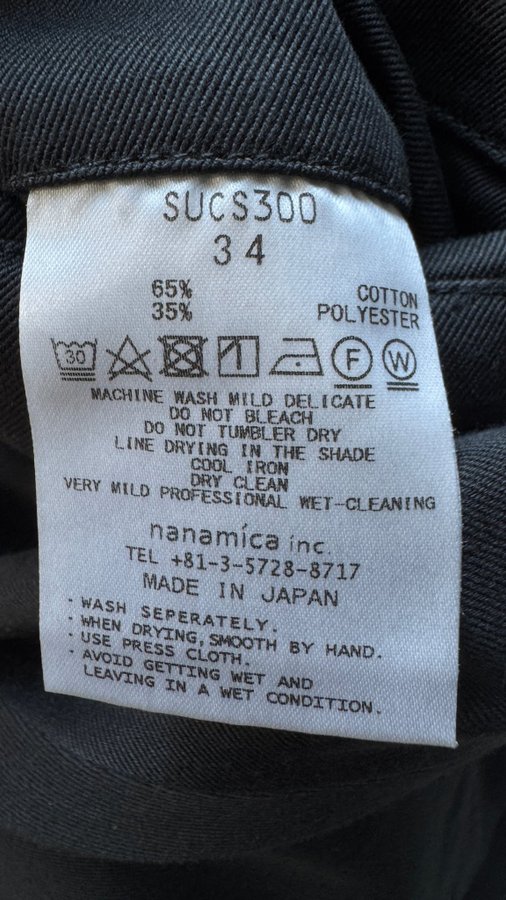 SUCS300
34
65% COTTON
35% POLYESTER
30 F W
MACHINE WASH MILD DELICATE
DO NOT BLEACH
DO NOT TUMBLER DRY
LINE DRYING IN THE SHADE
COOL IRON
DRY CLEAN
VERY MILD PROFESSIONAL WET-CLEANING
nanamica inc.
TEL +81-3-5728-8717
MADE IN JAPAN
・WASH SEPERATELY.
・WHEN DRYING, SMOOTH BY HAND.
・USE PRESS CLOTH.
・AVOID GETTING WET AND
LEAVING IN A WET CONDITION.